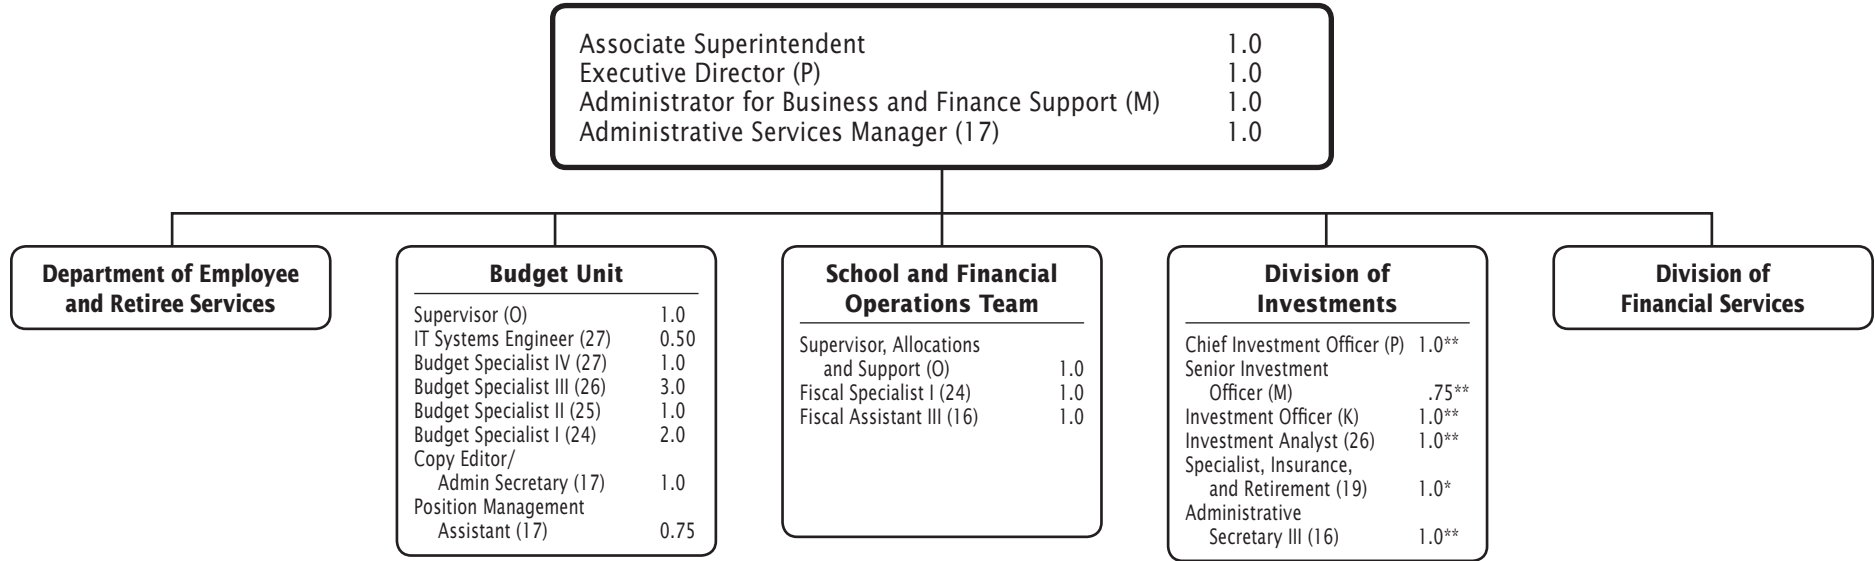 Associate Superintendent 1.0
Executive Director (P) 1.0
Administrator for Business and Finance Support (M) 1.0
Administrative Services Manager (17) 1.0
Department of Employee
and Retiree Services
Budget Unit
Supervisor (O) 1.0
IT Systems Engineer (27) 0.50
Budget Specialist IV (27) 1.0
Budget Specialist III (26) 3.0
Budget Specialist II (25) 1.0
Budget Specialist I (24) 2.0
Copy Editor/
Admin Secretary (17) 1.0
Position Management
Assistant (17) 0.75
School and Financial
Operations Team
Supervisor, Allocations
and Support (O) 1.0
Fiscal Specialist I (24) 1.0
Fiscal Assistant III (16) 1.0
Division of
Investments
Chief Investment Officer (P) 1.0**
Senior Investment
Officer (M) .75**
Investment Officer (K) 1.0**
Investment Analyst (26) 1.0**
Specialist, Insurance,
and Retirement (19) 1.0*
Administrative
Secretary III (16) 1.0**
Division of
Financial Services